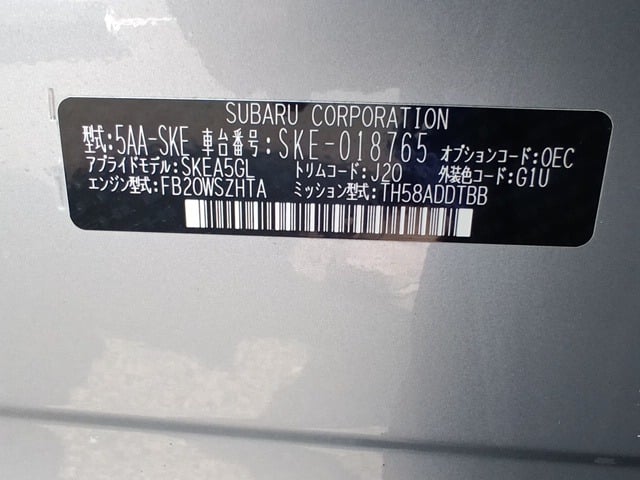 SUBARU CORPORATION
型式:5AA-SKE 車台番号:SKE-018765 オプションコード:OEC
アプライドモデル:SKEA5GL トリムコード:J20 外装色コード:G1U
エンジン型式:FB20WSZHTA ミッション型式:TH58ADDTBB